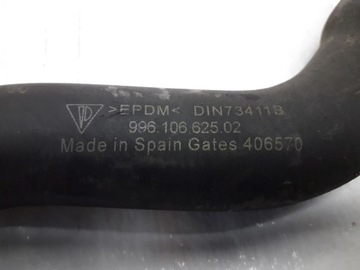 >EPDM< DIN73411B
996.106.625.02
Made in Spain Gates 406570